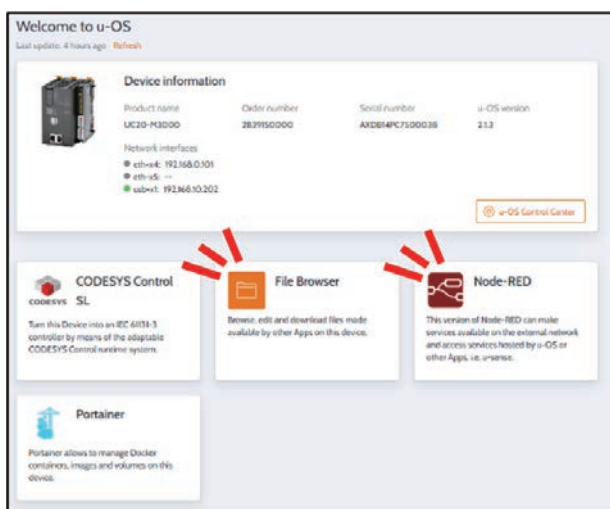 Welcome to u-OS
Last update: 4 hours ago Refresh
Device information
Product name Order number Serial number u-OS version
UC20-M3000 2839150000 2.1.3
Network interfaces
eth-x4: 192.168.0.101
eth-x5: --
usb-x1: 192.168.10.202
u-OS Control Center
CODESYS
CODESYS Control
SL
Turn this Device into an IEC 61131-3
controller by means of the adaptable
CODESYS Control runtime system.
File Browser
Browse, edit and download files made
available by other Apps on this device.
Node-RED
This version of Node-RED can make
services available on the external network
and access services hosted by u-OS or
other Apps, i.e. u-sense.
Portainer
Portainer allows to manage Docker
containers, images and volumes on this
device.